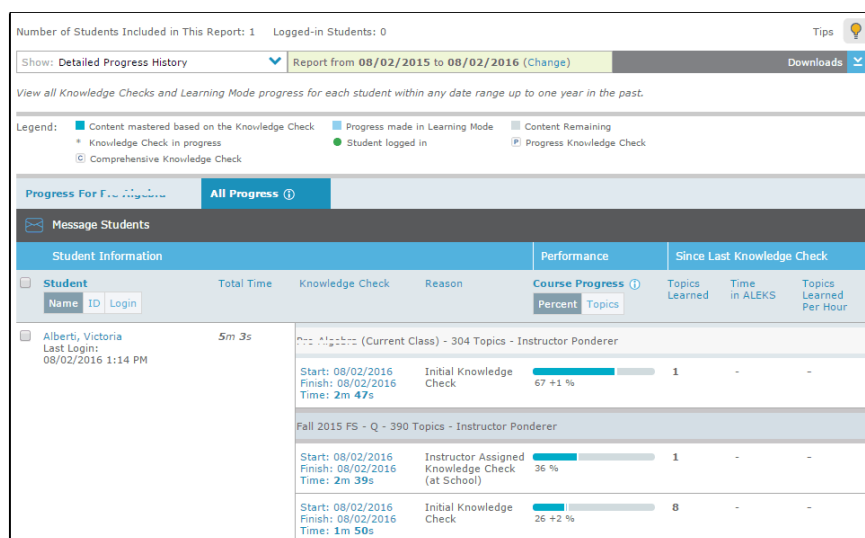 Number of Students Included in This Report: 1 Logged-in Students: 0 Tips
Show: Detailed Progress History Report from 08/02/2015 to 08/02/2016 (Change) Downloads
View all Knowledge Checks and Learning Mode progress for each student within any date range up to one year in the past.
Legend: Content mastered based on the Knowledge Check Progress made in Learning Mode Content Remaining
* Knowledge Check in progress Student logged in P Progress Knowledge Check
C Comprehensive Knowledge Check
Progress For All Progress
Message Students
Student Information Performance Since Last Knowledge Check
Student Total Time Knowledge Check Reason Course Progress Topics Learned Time in ALEKS Topics Learned Per Hour
Name ID Login Percent Topics
Alberti, Victoria 5m 3s
Last Login:
08/02/2016 1:14 PM
(Current Class) - 304 Topics - Instructor Ponderer
Start: 08/02/2016 Initial Knowledge 1 - -
Finish: 08/02/2016 Check 67 +1 %
Time: 2m 47s
Fall 2015 FS - Q - 390 Topics - Instructor Ponderer
Start: 08/02/2016 Instructor Assigned 1 - -
Finish: 08/02/2016 Knowledge Check 36 %
Time: 2m 39s (at School)
Start: 08/02/2016 Initial Knowledge 8 - -
Finish: 08/02/2016 Check 26 +2 %
Time: 1m 50s